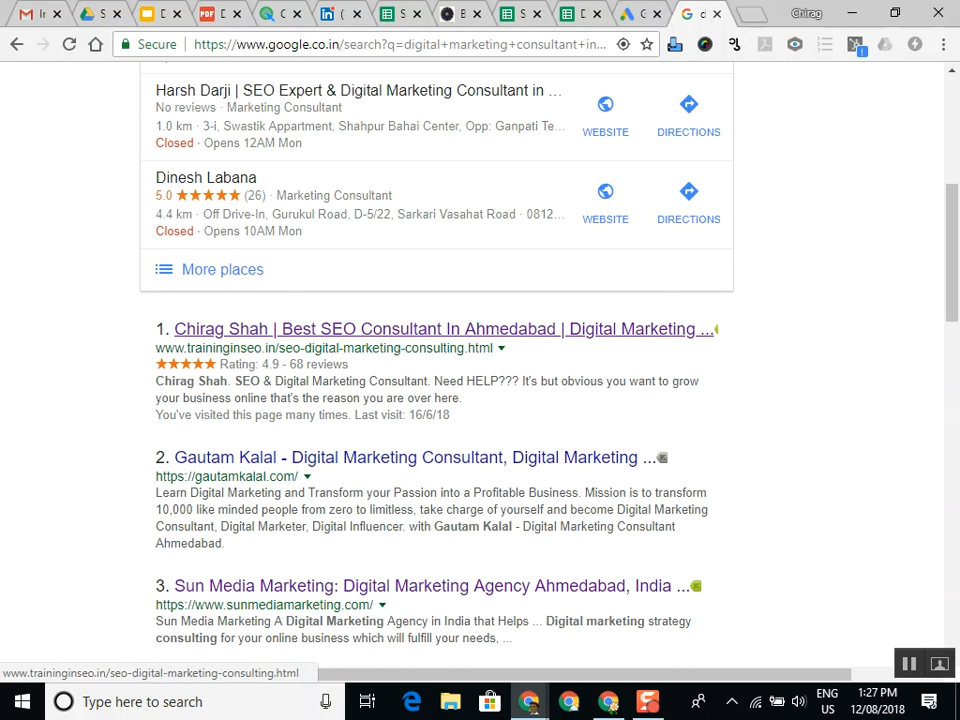 Ir
S
D
D
C
(
S
B
S
D
G
d
Chirag
Secure
https://www.google.co.in/search?q=digital+marketing+consultant+in...
Harsh Darji | SEO Expert & Digital Marketing Consultant in ...
No reviews · Marketing Consultant
1.0 km · 3-i, Swastik Appartment, Shahpur Bahai Center, Opp: Ganpati Te...
Closed · Opens 12AM Mon
WEBSITE
DIRECTIONS
Dinesh Labana
5.0 ★★★★★ (26) · Marketing Consultant
4.4 km · Off Drive-In, Gurukul Road, D-5/22, Sarkari Vasahat Road · 0812...
Closed · Opens 10AM Mon
WEBSITE
DIRECTIONS
More places
1. Chirag Shah | Best SEO Consultant In Ahmedabad | Digital Marketing ...
www.traininginseo.in/seo-digital-marketing-consulting.html
★★★★★ Rating: 4.9 - 68 reviews
Chirag Shah. SEO & Digital Marketing Consultant. Need HELP??? It's but obvious you want to grow
your business online that's the reason you are over here.
You've visited this page many times. Last visit: 16/6/18
2. Gautam Kalal - Digital Marketing Consultant, Digital Marketing ...
https://gautamkalal.com/
Learn Digital Marketing and Transform your Passion into a Profitable Business. Mission is to transform
10,000 like minded people from zero to limitless, take charge of yourself and become Digital Marketing
Consultant, Digital Marketer, Digital Influencer. with Gautam Kalal - Digital Marketing Consultant
Ahmedabad.
3. Sun Media Marketing: Digital Marketing Agency Ahmedabad, India ...
https://www.sunmediamarketing.com/
Sun Media Marketing A Digital Marketing Agency in India that Helps ... Digital marketing strategy
consulting for your online business which will fulfill your needs, ...
www.traininginseo.in/seo-digital-marketing-consulting.html
Type here to search
ENG
US
1:27 PM
12/08/2018